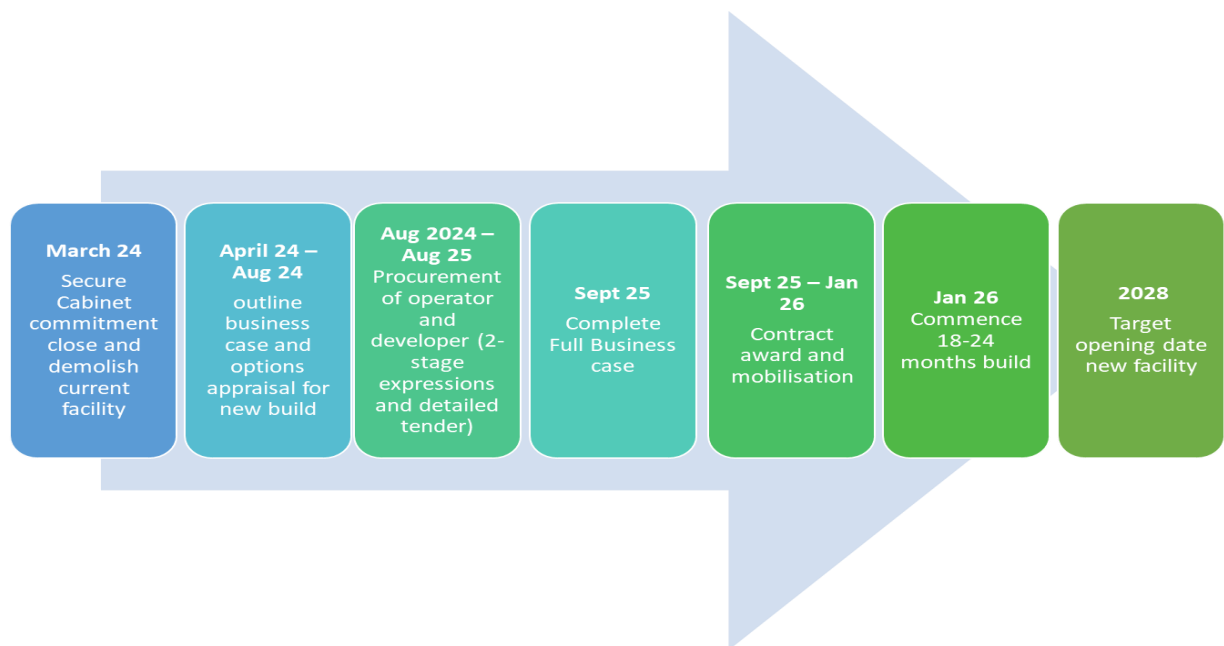 March 24
Secure
Cabinet
commitment
close and
demolish
current
facility
April 24 –
Aug 24
outline
business
case and
options
appraisal for
new build
Aug 2024 –
Aug 25
Procurement
of operator
and
developer (2-
stage
expressions
and detailed
tender)
Sept 25
Complete
Full Business
case
Sept 25 – Jan
26
Contract
award and
mobilisation
Jan 26
Commence
18-24
months build
2028
Target
opening date
new facility